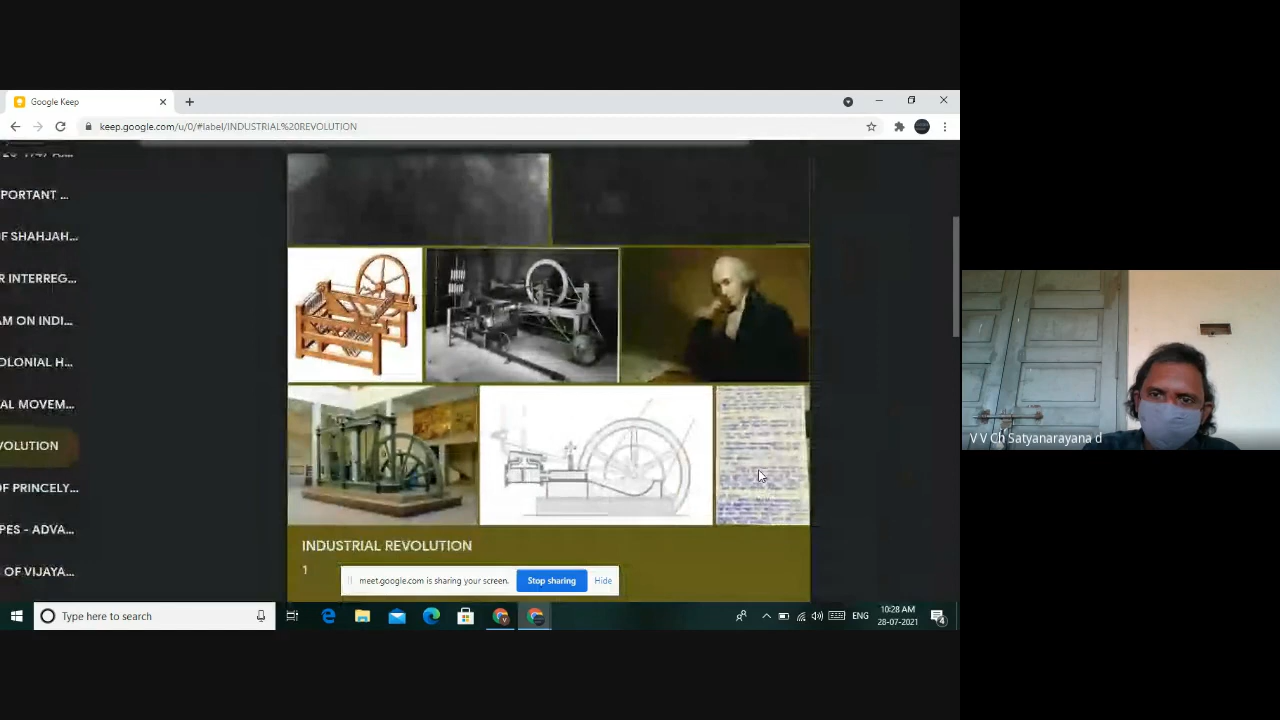 Google Keep
keep.google.com/u/0/#label/INDUSTRIAL%20REVOLUTION
PORTANT ...
F SHAHJAH...
R INTERREG...
AM ON INDI...
OLONIAL H...
AL MOVEM...
VOLUTION
OF PRINCELY...
PES - ADVA...
OF VIJAYA...
INDUSTRIAL REVOLUTION
1
meet.google.com is sharing your screen.
Stop sharing
Hide
Type here to search
ENG
10:28 AM
28-07-2021
4
V V Ch Satyanarayana d